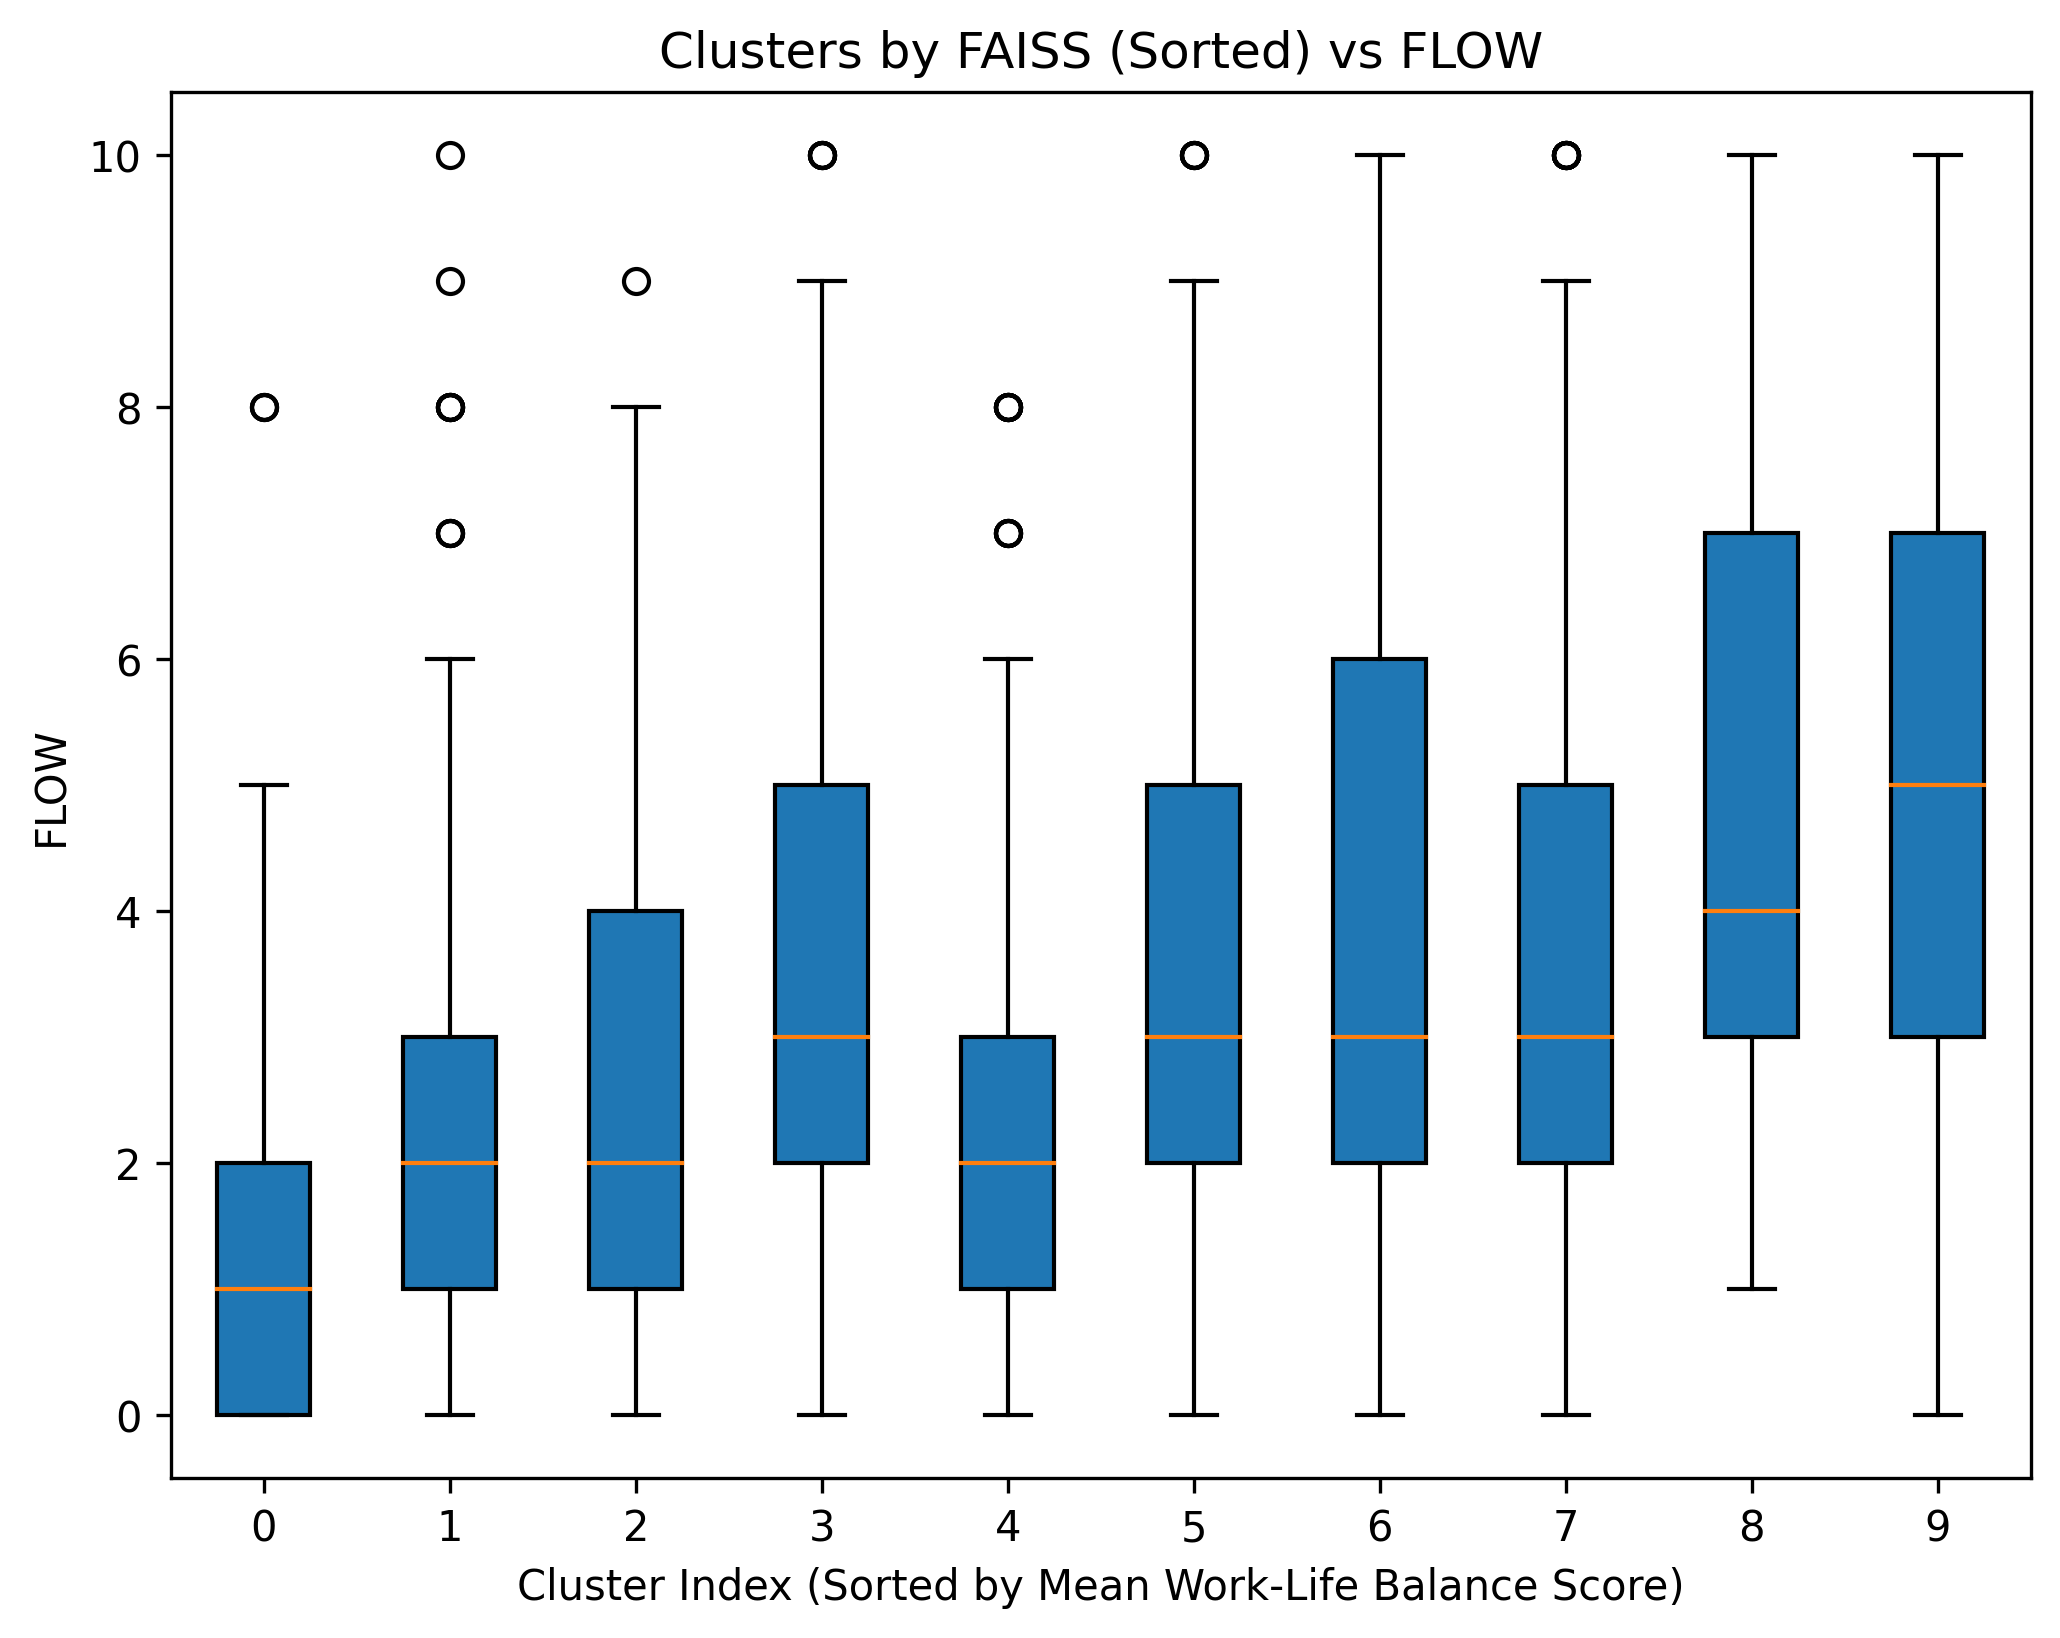 Clusters by FAISS (Sorted) vs FLOW
10
8
6
4
2
0
FLOW
0 1 2 3 4 5 6 7 8 9
Cluster Index (Sorted by Mean Work-Life Balance Score)